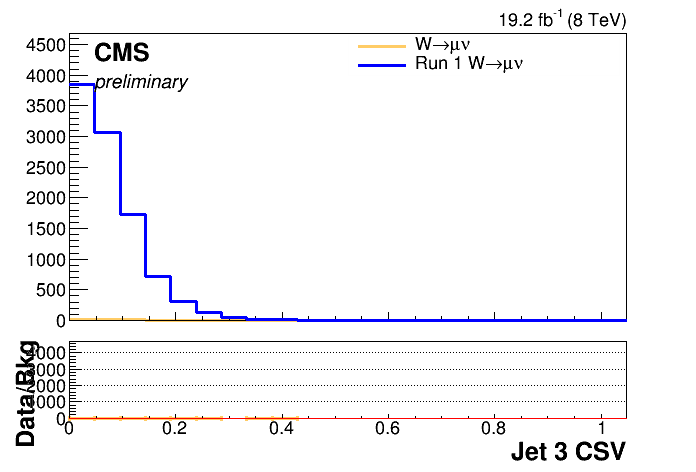 19.2 fb⁻¹ (8 TeV)
CMS
preliminary
W→μν
Run 1 W→μν
4500
4000
3500
3000
2500
2000
1500
1000
500
0
Data/Bkg
0
0 0.2 0.4 0.6 0.8 1
Jet 3 CSV